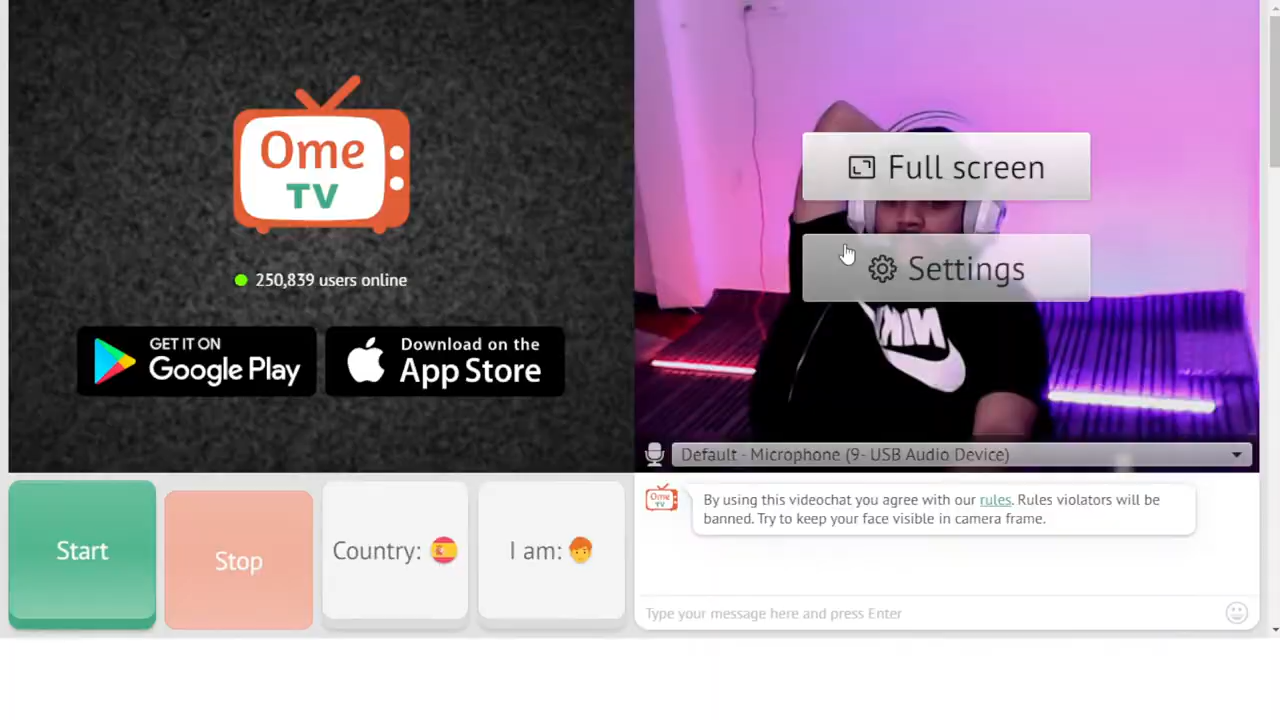 Ome
TV
250,839 users online
GET IT ON
Google Play
Download on the
App Store
Full screen
Settings
Default - Microphone (9- USB Audio Device)
Start
Stop
Country:
I am:
Ome
TV
By using this videochat you agree with our rules. Rules violators will be
banned. Try to keep your face visible in camera frame.
Type your message here and press Enter